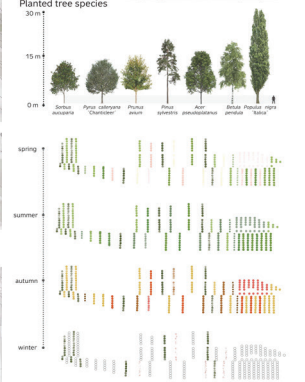 Planted tree species
30 m
15 m
0 m
Sorbus aucuparia
Pyrus calleryana 'Chanticleer'
Prunus avium
Pinus sylvestris
Acer pseudoplatanus
Betula pendula
Populus nigra 'Italica'
spring
summer
autumn
winter